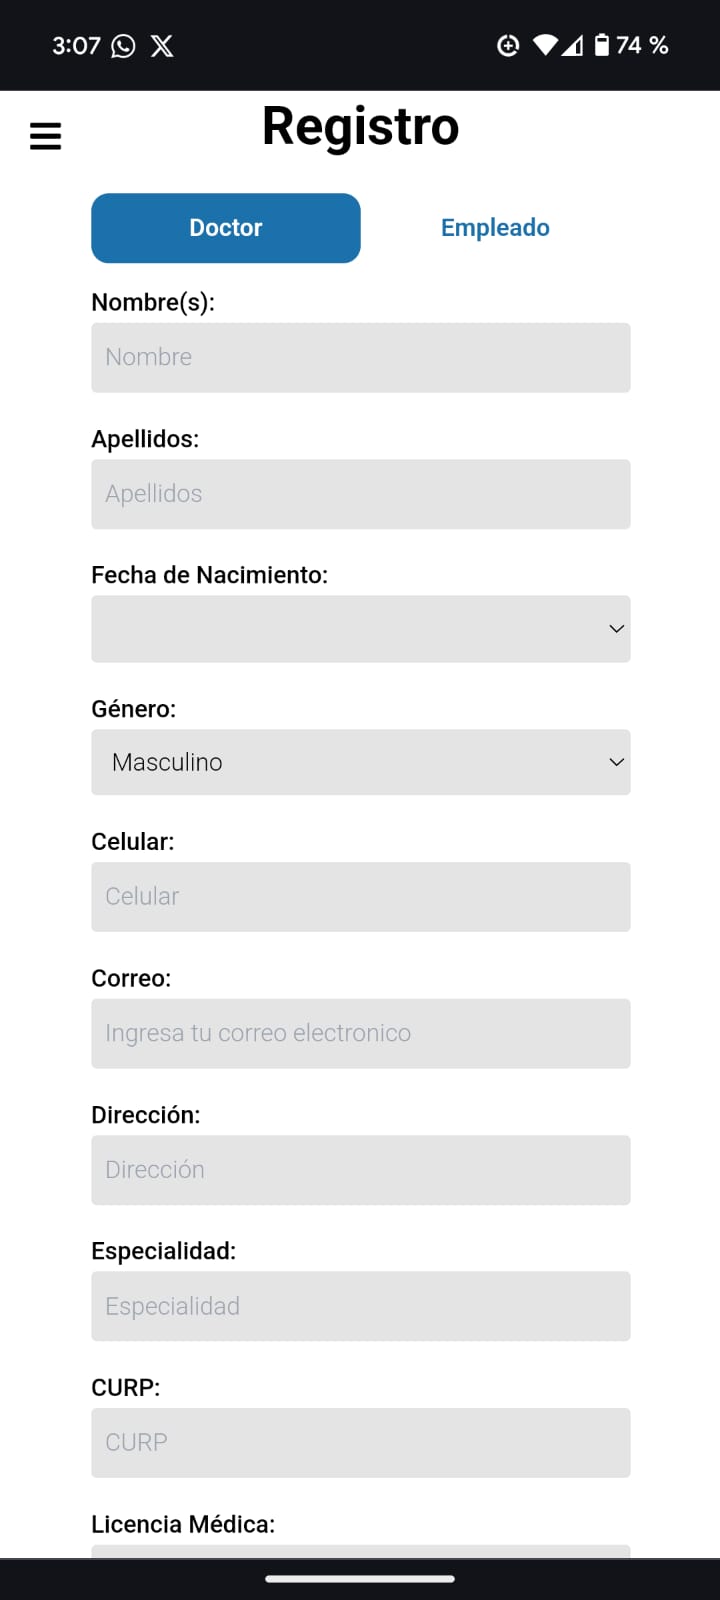 3:07 74 %
Registro
Doctor Empleado
Nombre(s):
Nombre
Apellidos:
Apellidos
Fecha de Nacimiento:
Género:
Masculino
Celular:
Celular
Correo:
Ingresa tu correo electronico
Dirección:
Dirección
Especialidad:
Especialidad
CURP:
CURP
Licencia Médica: